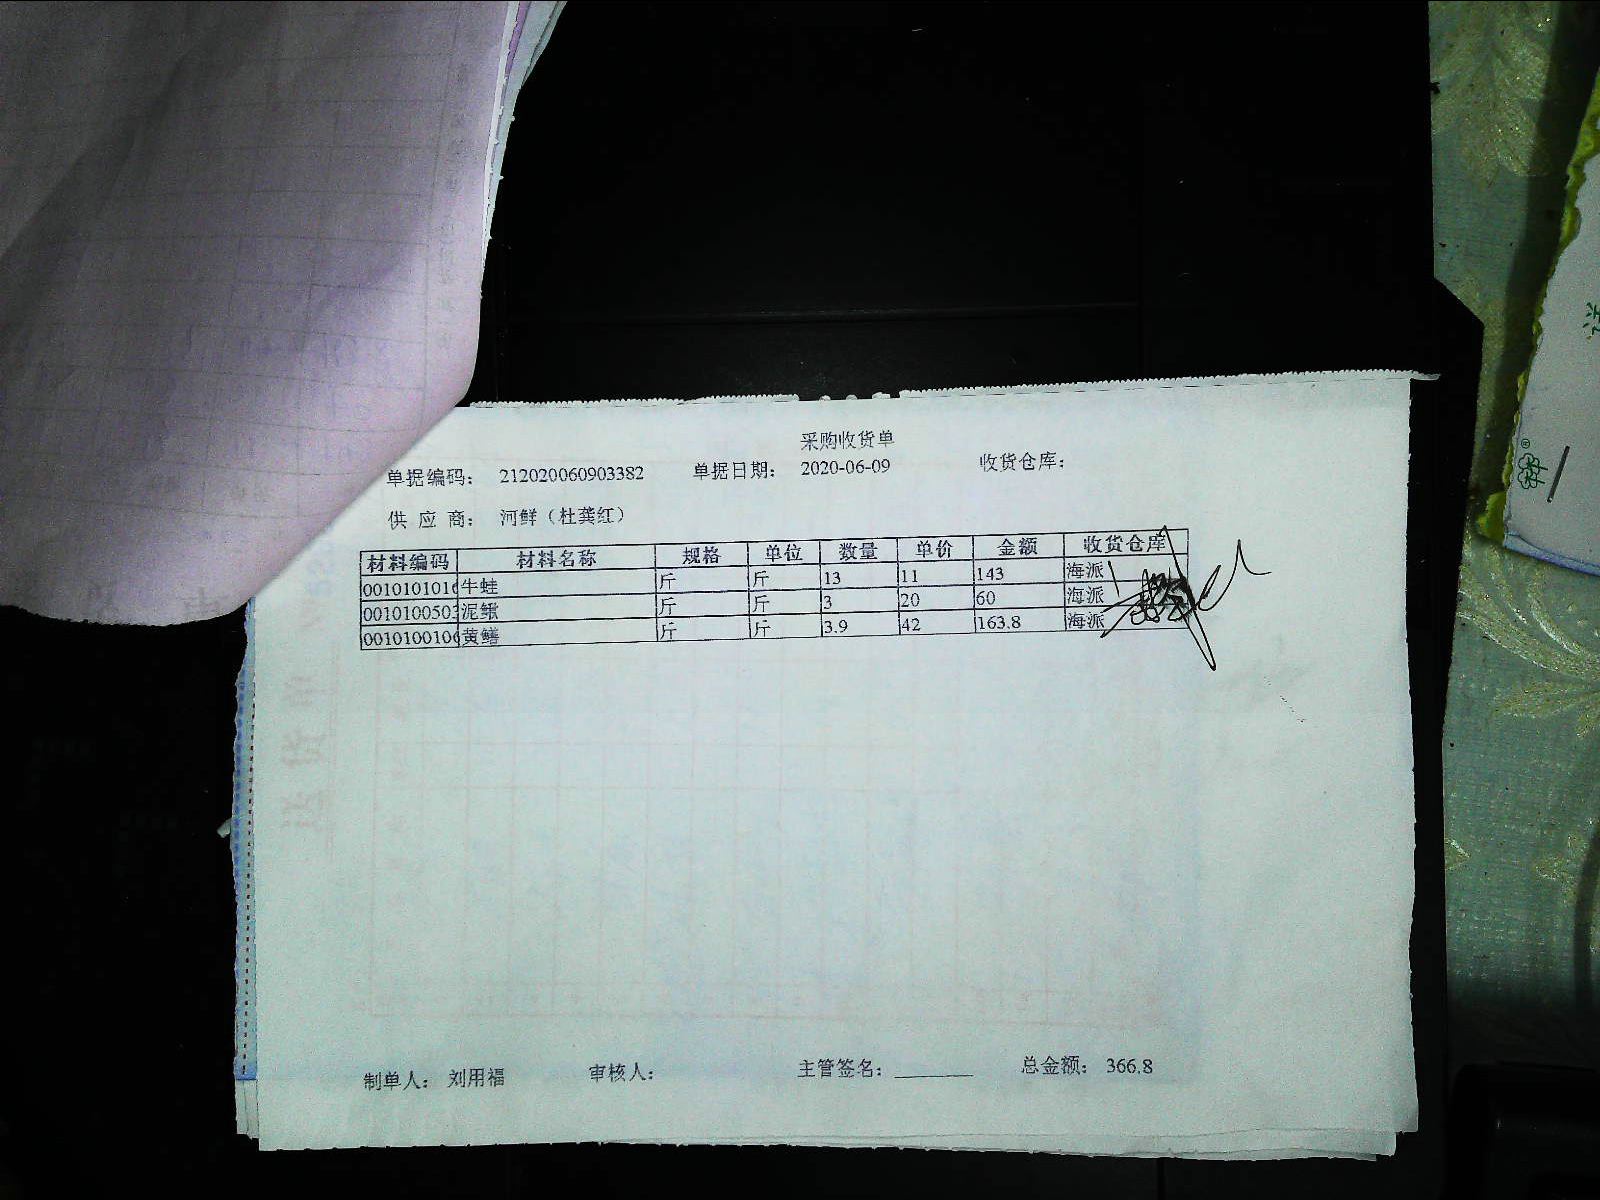 采购收货单
单据编码： 212020060903382 单据日期： 2020-06-09 收货仓库：
供 应 商： 河鲜（杜龚红）
材料编码 材料名称 规格 单位 数量 单价 金额 收货仓库
0010101016 牛蛙 斤 斤 13 11 143 海派
001010050 泥鳅 斤 斤 3 20 60 海派
001010010 黄鳝 斤 斤 3.9 42 163.8 海派
制单人： 刘用福 审核人： 主管签名： 总金额： 366.8